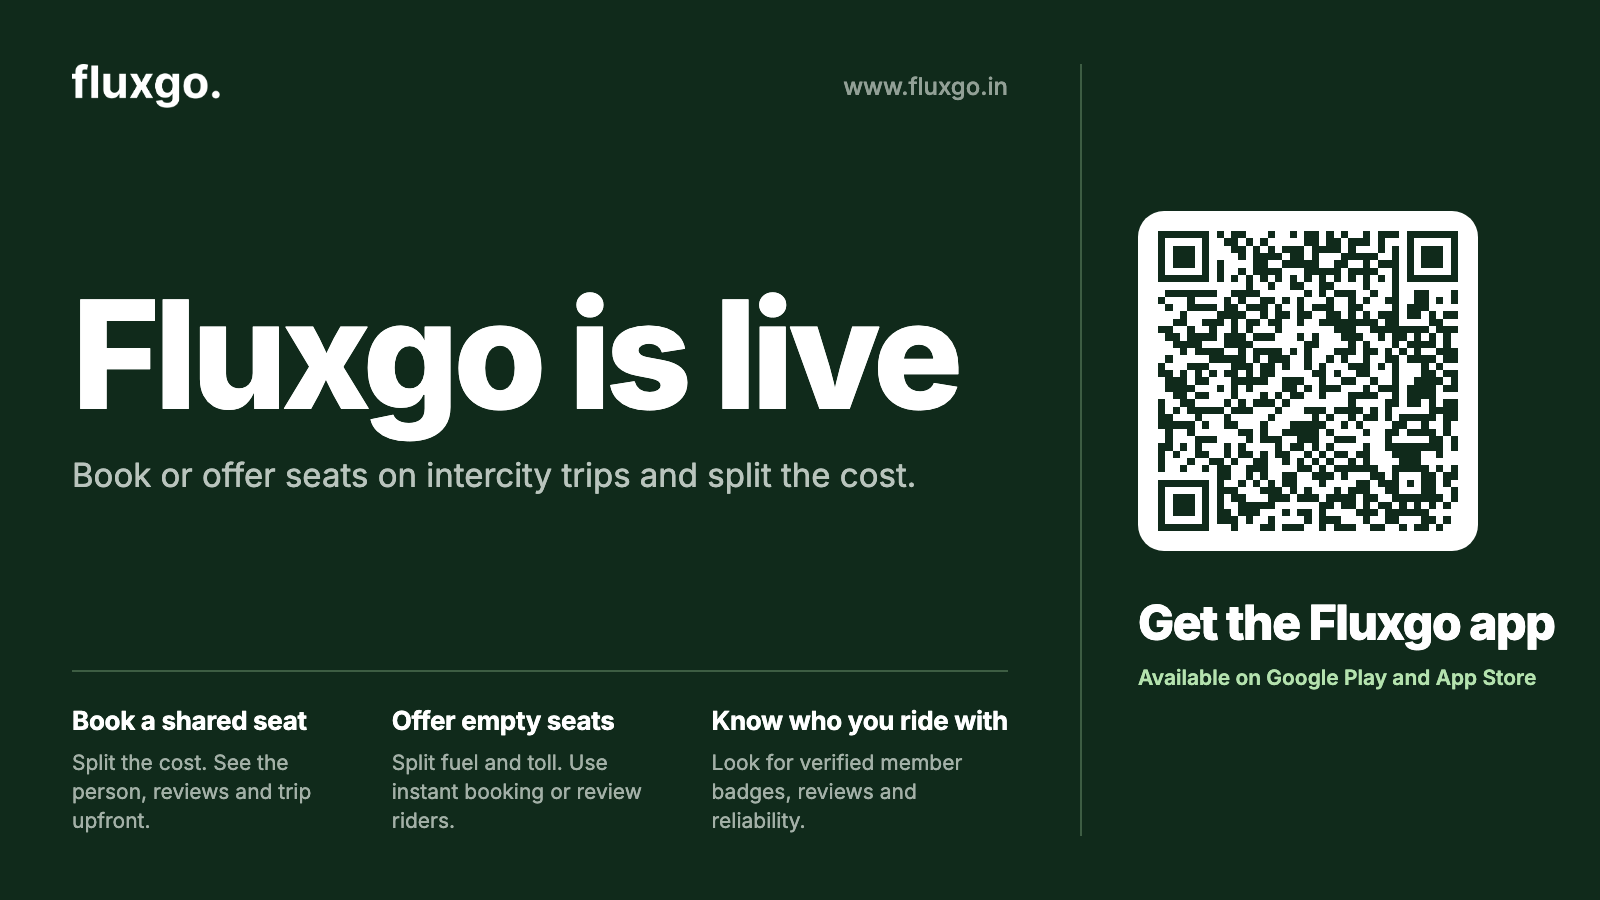 fluxgo.
www.fluxgo.in
Fluxgo is live
Book or offer seats on intercity trips and split the cost.
Book a shared seat
Split the cost. See the
person, reviews and trip
upfront.
Offer empty seats
Split fuel and toll. Use
instant booking or review
riders.
Know who you ride with
Look for verified member
badges, reviews and
reliability.
Get the Fluxgo app
Available on Google Play and App Store